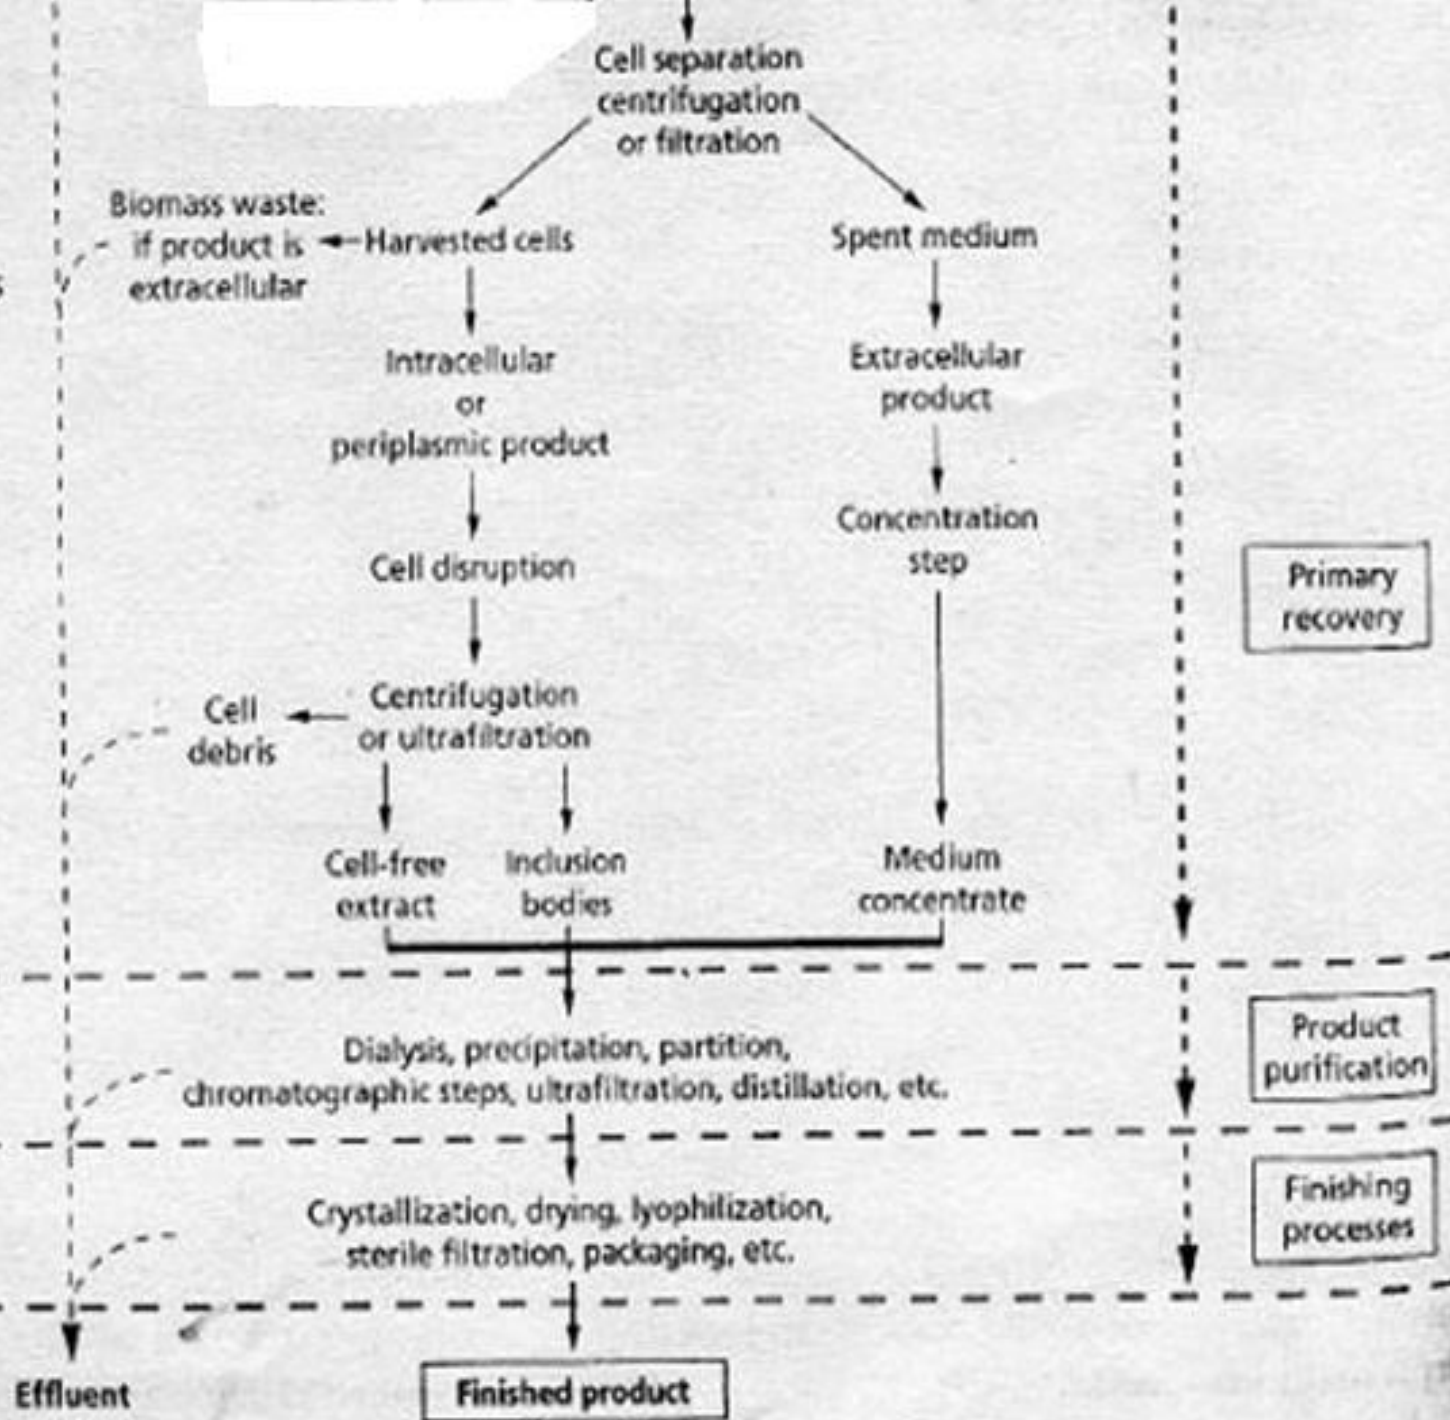 Cell separation
centrifugation
or filtration
Biomass waste:
if product is
extracellular
Harvested cells
Spent medium
Intracellular
or
periplasmic product
Extracellular
product
Cell disruption
Concentration
step
Primary
recovery
Cell
debris
Centrifugation
or ultrafiltration
Cell-free
extract
Inclusion
bodies
Medium
concentrate
Dialysis, precipitation, partition,
chromatographic steps, ultrafiltration, distillation, etc.
Product
purification
Crystallization, drying, lyophilization,
sterile filtration, packaging, etc.
Finishing
processes
Effluent
Finished product